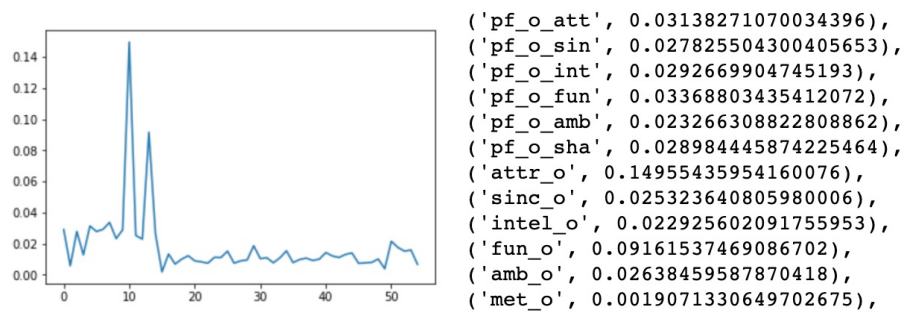 0.14
0.12
0.10
0.08
0.06
0.04
0.02
0.00
0 10 20 30 40 50
('pf_o_att', 0.03138271070034396),
('pf_o_sin', 0.027825504300405653),
('pf_o_int', 0.0292669904745193),
('pf_o_fun', 0.03368803435412072),
('pf_o_amb', 0.023266308822808862),
('pf_o_sha', 0.028984445874225464),
('attr_o', 0.14955435954160076),
('sinc_o', 0.025323640805980006),
('intel_o', 0.022925602091755953),
('fun_o', 0.09161537469086702),
('amb_o', 0.02638459587870418),
('met_o', 0.0019071330649702675),